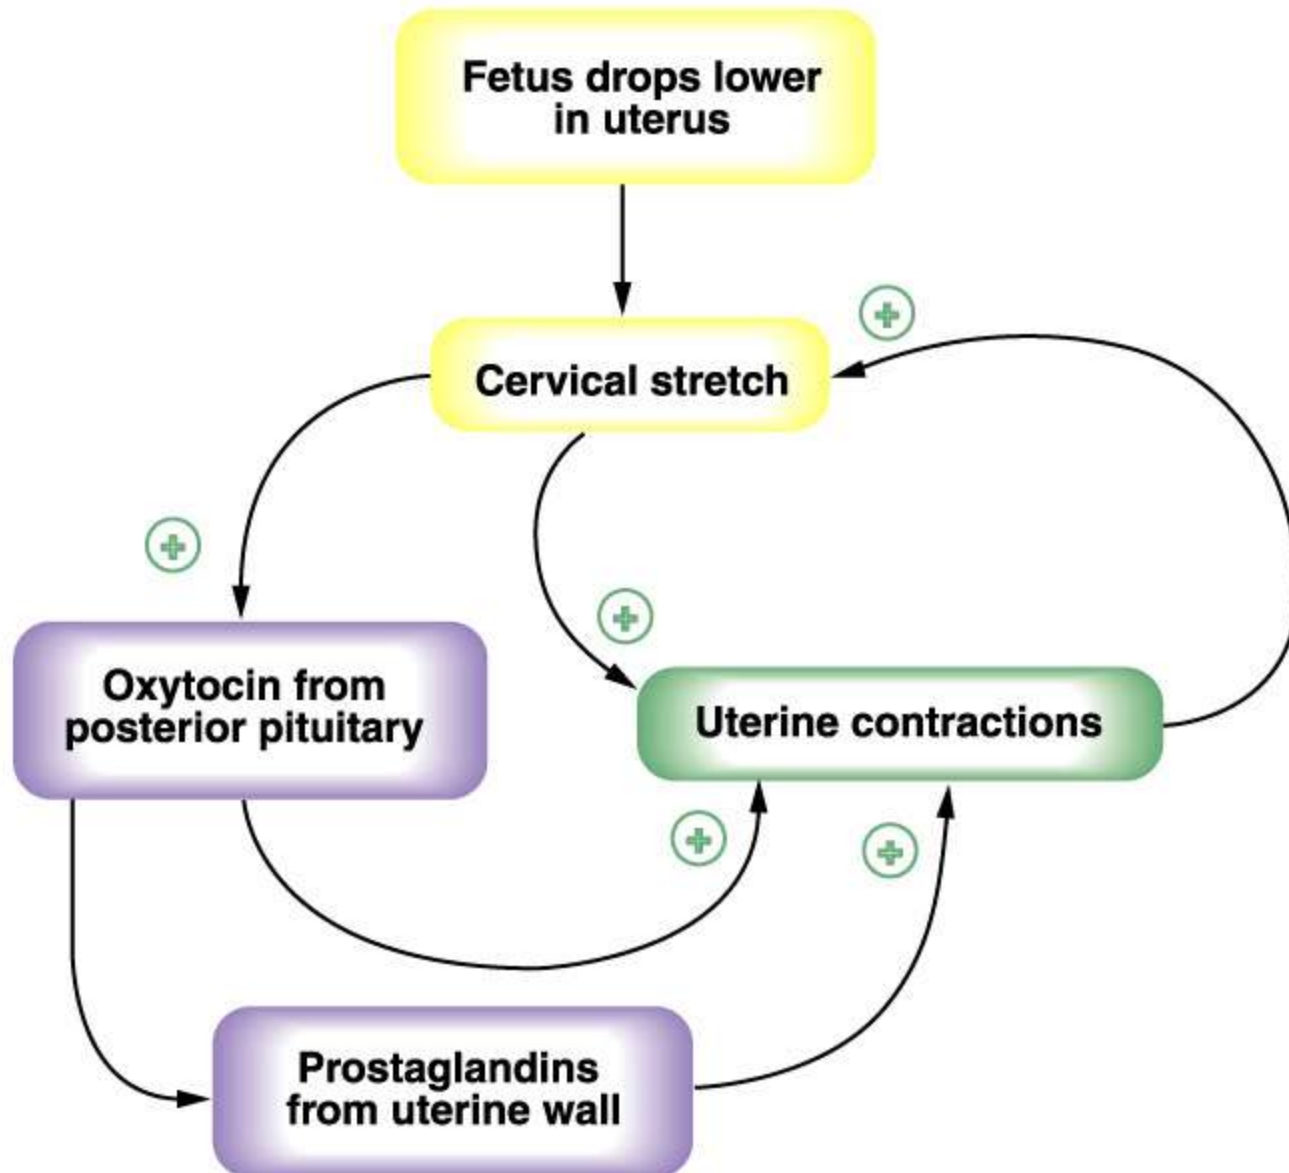 Fetus drops lower
in uterus
Cervical stretch
Oxytocin from
posterior pituitary
Uterine contractions
Prostaglandins
from uterine wall